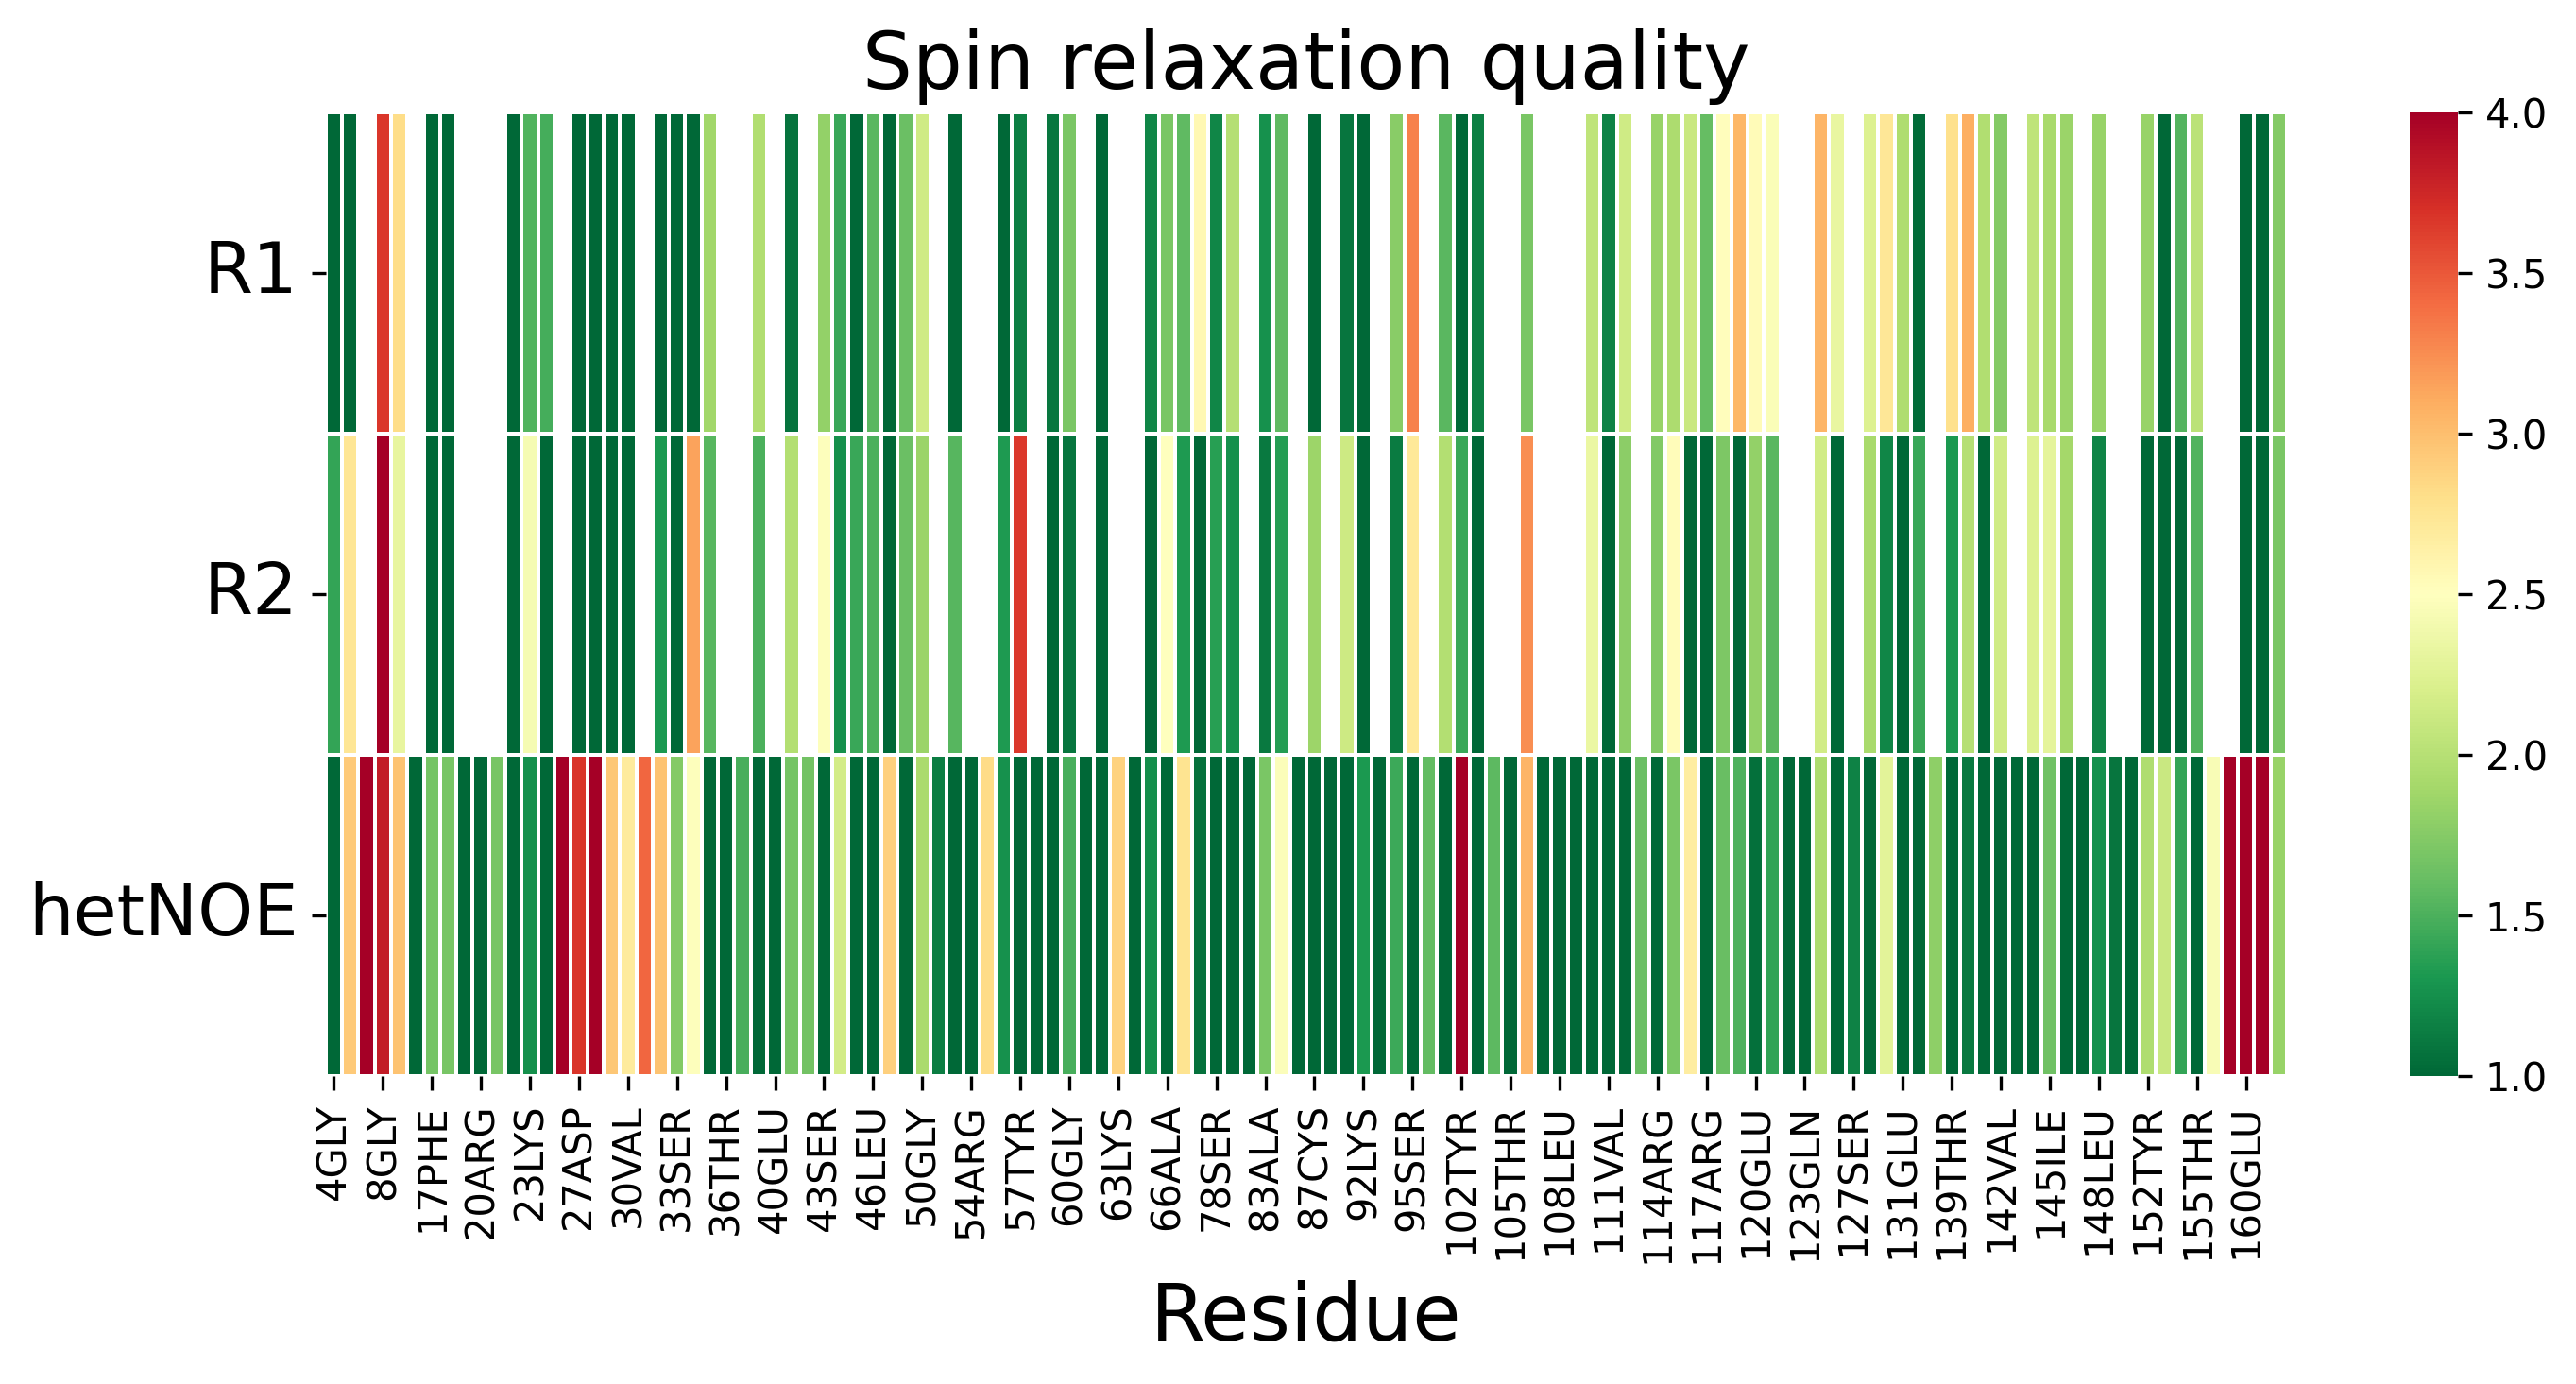 Spin relaxation quality
R1
R2
hetNOE
4.0
3.5
3.0
2.5
2.0
1.5
1.0
4GLY
8GLY
17PHE
20ARG
23LYS
27ASP
30VAL
33SER
36THR
40GLU
43SER
46LEU
50GLY
54ARG
57TYR
60GLY
63LYS
66ALA
78SER
83ALA
87CYS
92LYS
95SER
102TYR
105THR
108LEU
111VAL
114ARG
117ARG
120GLU
123GLN
127SER
131GLU
139THR
142VAL
145ILE
148LEU
152TYR
155THR
160GLU
Residue